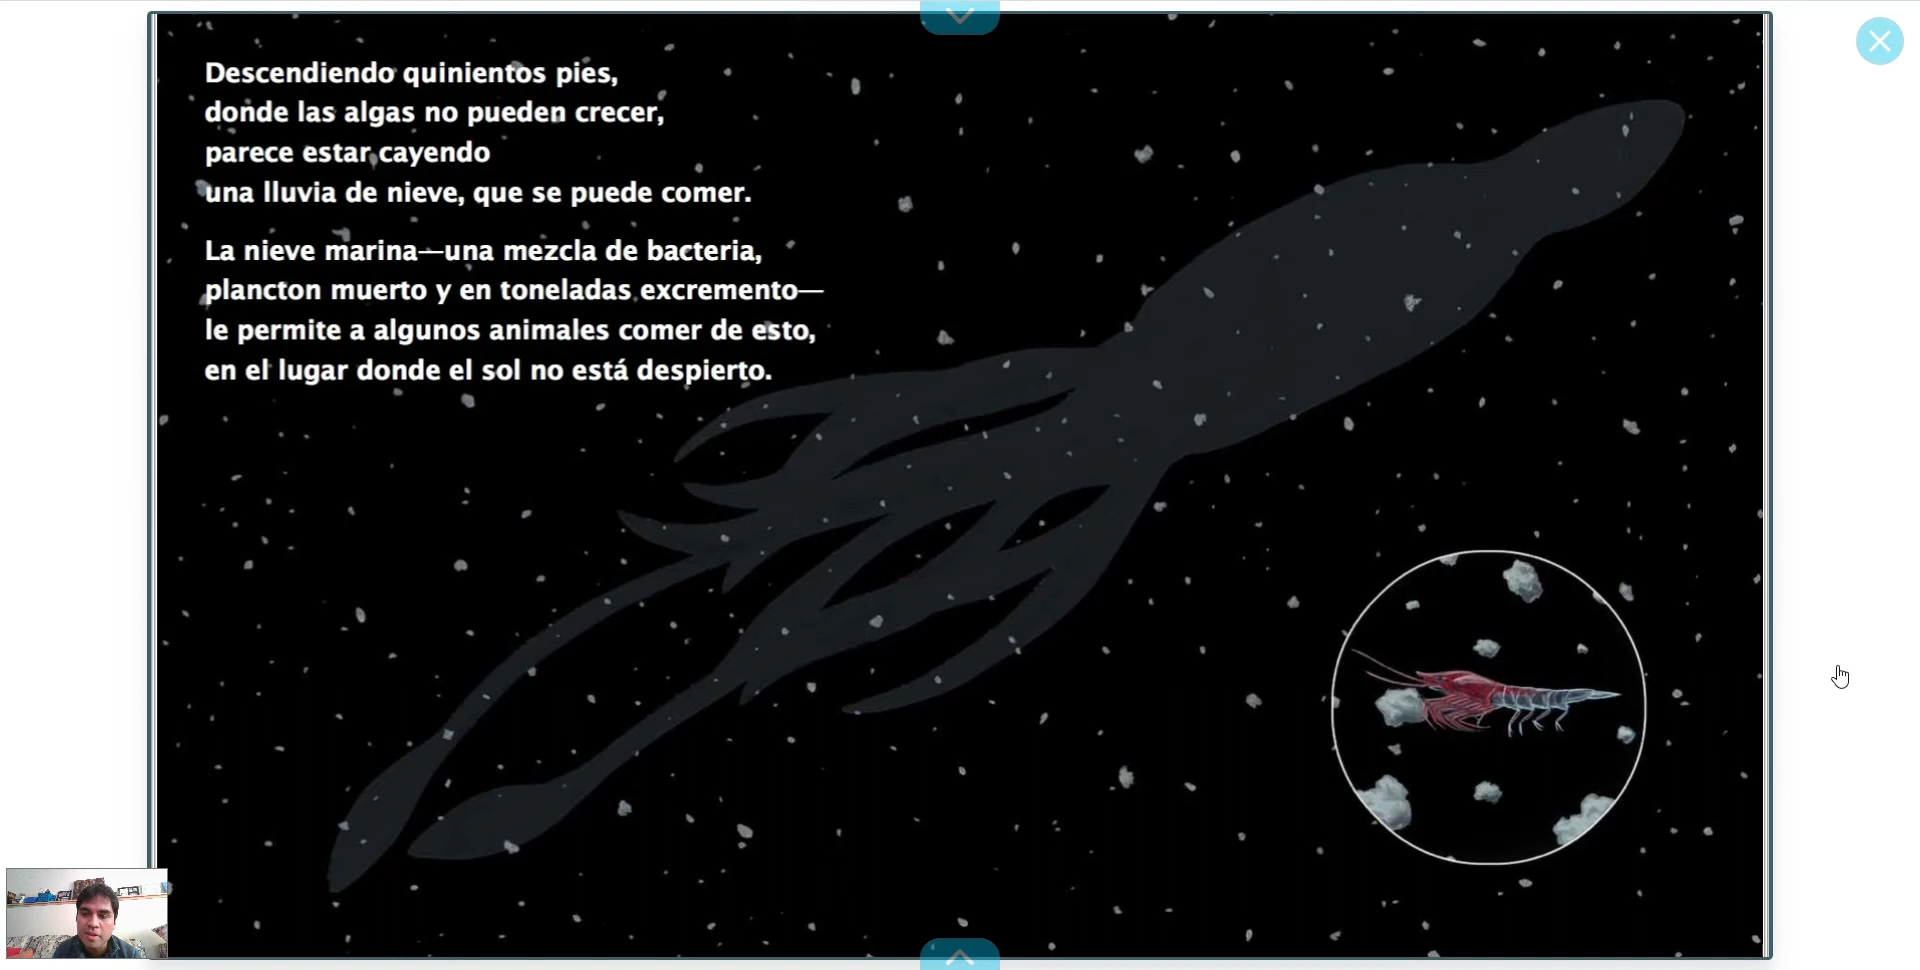 Descendiendo quinientos pies,
donde las algas no pueden crecer,
parece estar cayendo
una lluvia de nieve, que se puede comer.
La nieve marina—una mezcla de bacteria,
plancton muerto y en toneladas excremento—
le permite a algunos animales comer de esto,
en el lugar donde el sol no está despierto.